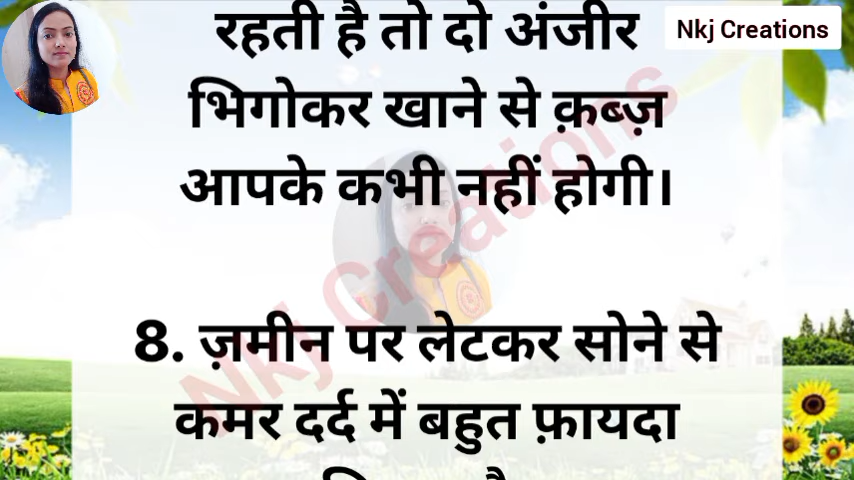 रहती है तो दो अंजीर
Nkj Creations
भिगोकर खाने से क़ब्ज़
आपके कभी नहीं होगी।
Nkj Creations
8. ज़मीन पर लेटकर सोने से
कमर दर्द में बहुत फ़ायदा